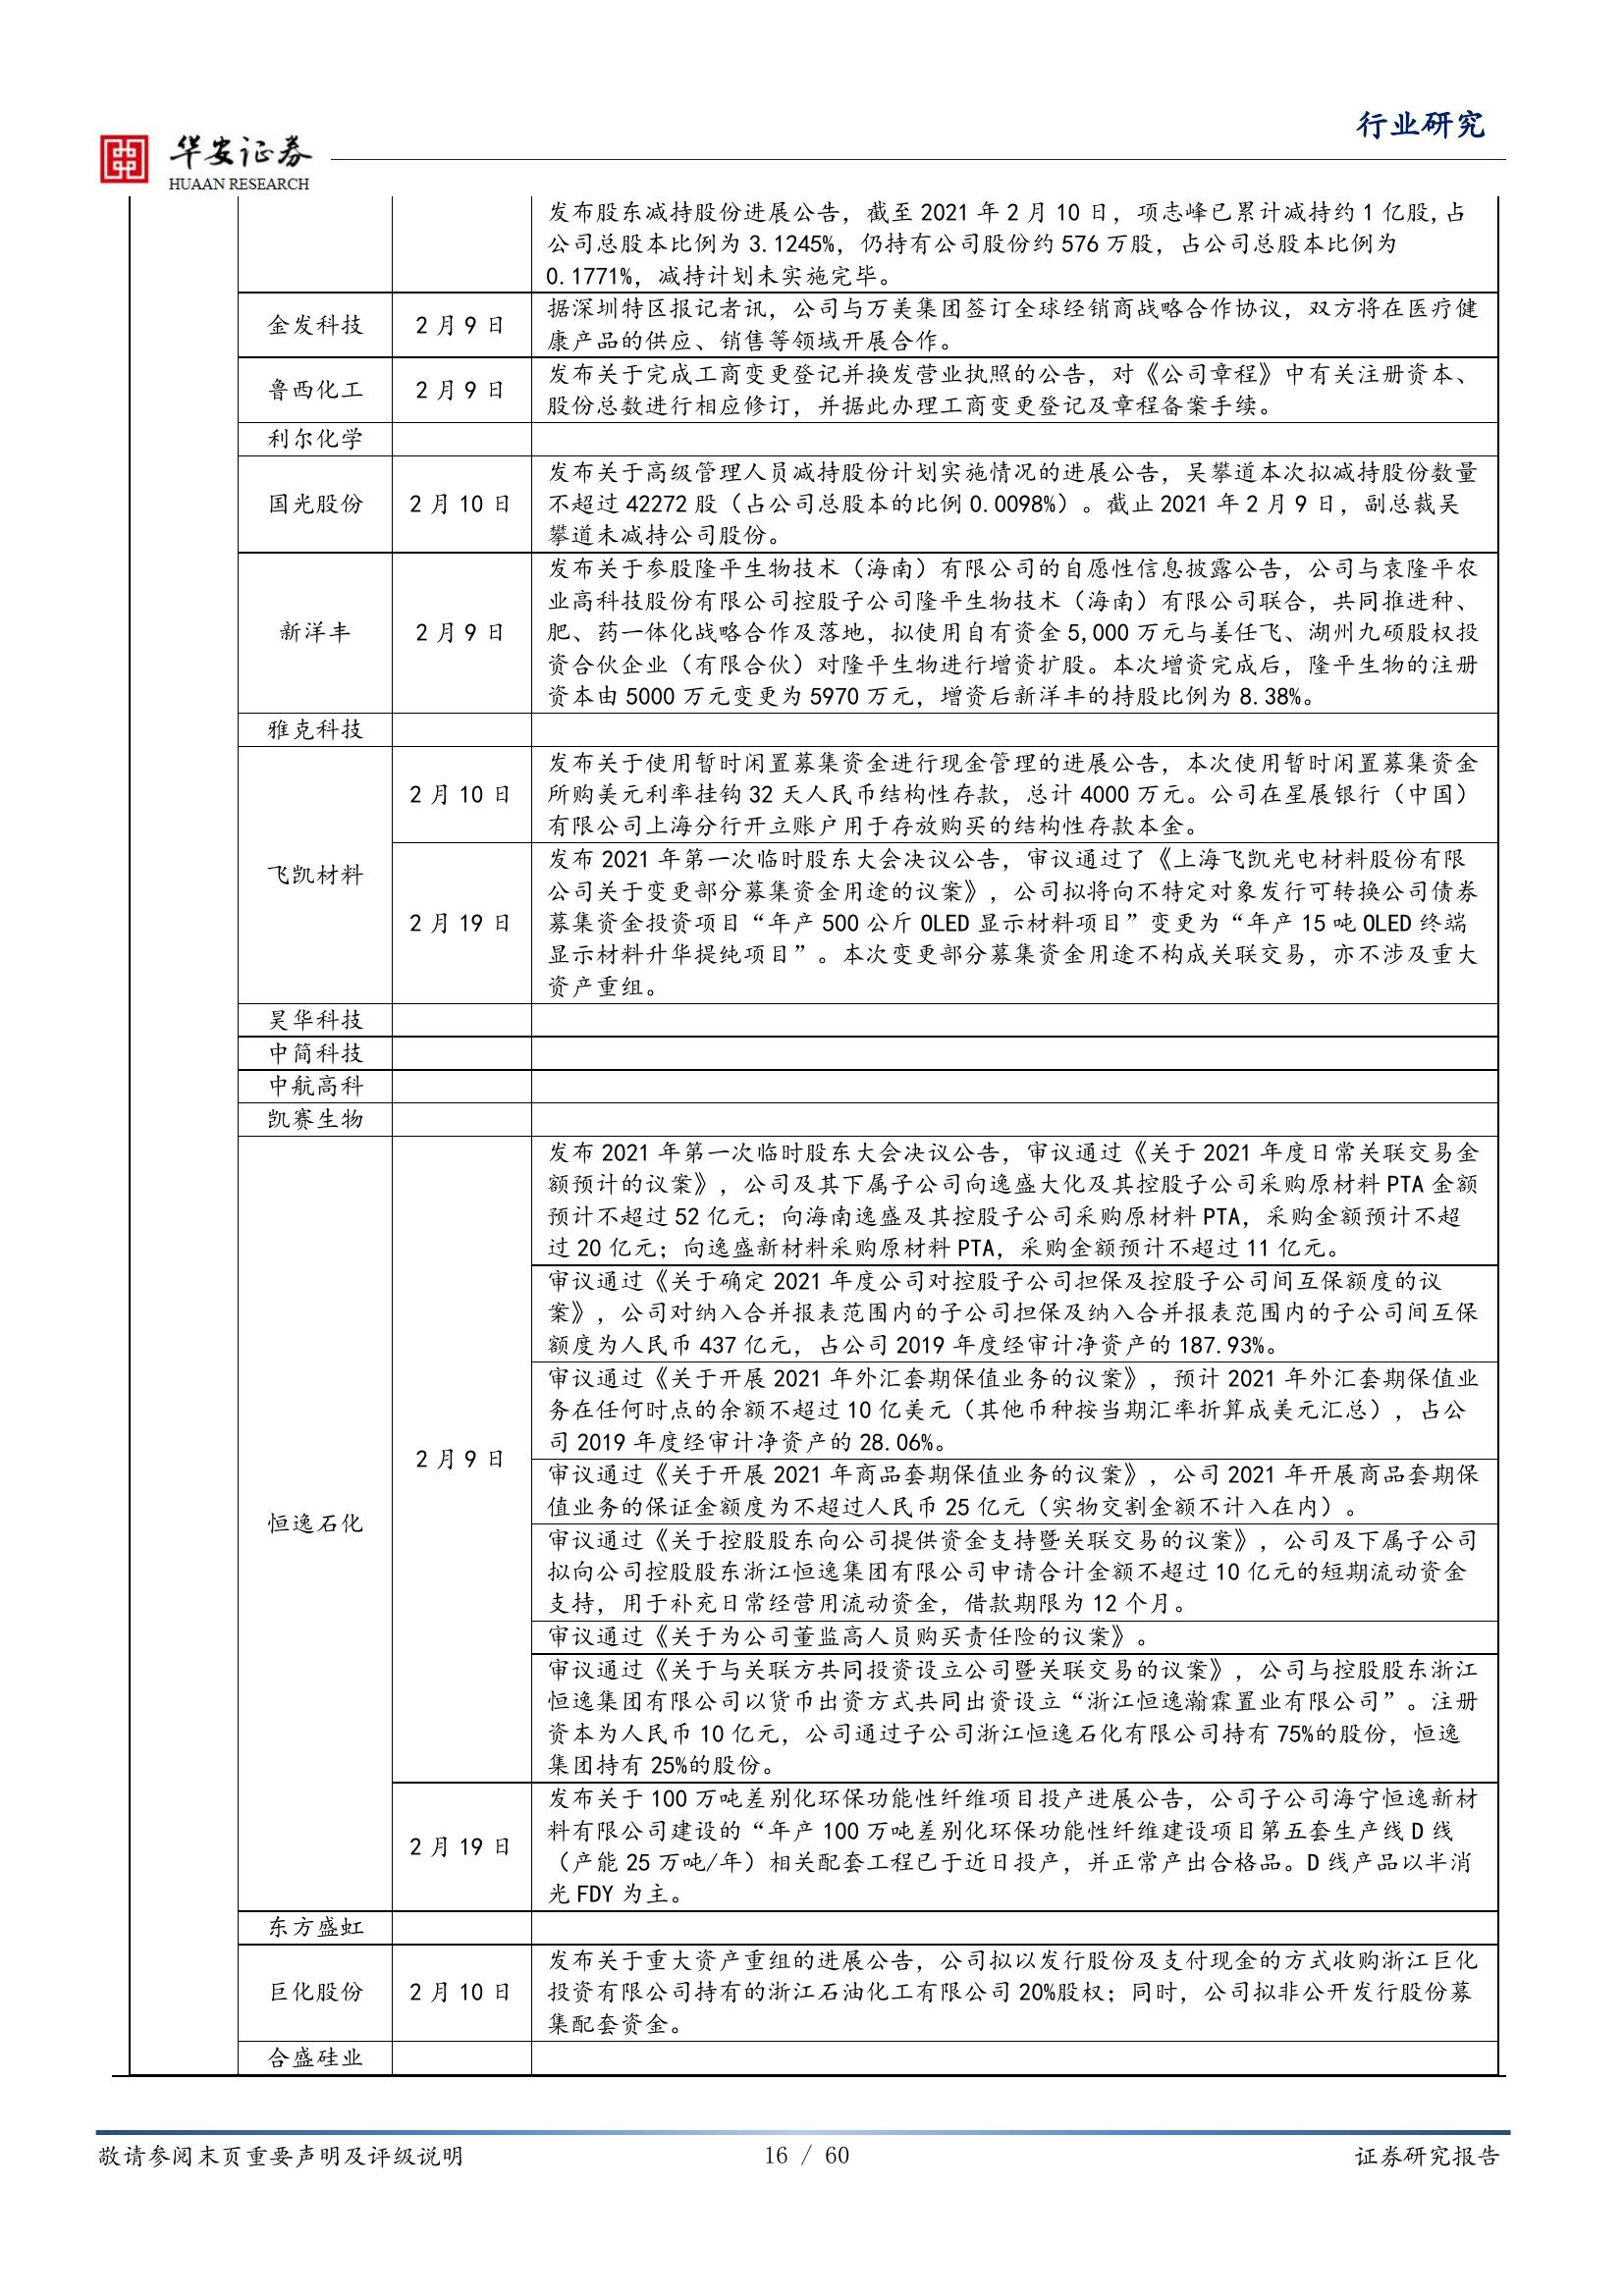 行业研究
华安证券
HUAAN RESEARCH
发布股东减持股份进展公告，截至 2021 年 2 月 10 日，项志峰已累计减持约 1 亿股,占
公司总股本比例为 3.1245%，仍持有公司股份约 576 万股，占公司总股本比例为
0.1771%，减持计划未实施完毕。
金发科技
2 月 9 日
据深圳特区报记者讯，公司与万美集团签订全球经销商战略合作协议，双方将在医疗健
康产品的供应、销售等领域开展合作。
鲁西化工
2 月 9 日
发布关于完成工商变更登记并换发营业执照的公告，对《公司章程》中有关注册资本、
股份总数进行相应修订，并据此办理工商变更登记及章程备案手续。
利尔化学
国光股份
2 月 10 日
发布关于高级管理人员减持股份计划实施情况的进展公告，吴攀道本次拟减持股份数量
不超过 42272 股（占公司总股本的比例 0.0098%）。截止 2021 年 2 月 9 日，副总裁吴
攀道未减持公司股份。
新洋丰
2 月 9 日
发布关于参股隆平生物技术（海南）有限公司的自愿性信息披露公告，公司与袁隆平农
业高科技股份有限公司控股子公司隆平生物技术（海南）有限公司联合，共同推进种、
肥、药一体化战略合作及落地，拟使用自有资金 5,000 万元与姜任飞、湖州九硕股权投
资合伙企业（有限合伙）对隆平生物进行增资扩股。本次增资完成后，隆平生物的注册
资本由 5000 万元变更为 5970 万元，增资后新洋丰的持股比例为 8.38%。
雅克科技
飞凯材料
2 月 10 日
发布关于使用暂时闲置募集资金进行现金管理的进展公告，本次使用暂时闲置募集资金
所购美元利率挂钩 32 天人民币结构性存款，总计 4000 万元。公司在星展银行（中国）
有限公司上海分行开立账户用于存放购买的结构性存款本金。
2 月 19 日
发布 2021 年第一次临时股东大会决议公告，审议通过了《上海飞凯光电材料股份有限
公司关于变更部分募集资金用途的议案》，公司拟将向不特定对象发行可转换公司债券
募集资金投资项目“年产 500 公斤 OLED 显示材料项目”变更为“年产 15 吨 OLED 终端
显示材料升华提纯项目”。本次变更部分募集资金用途不构成关联交易，亦不涉及重大
资产重组。
昊华科技
中简科技
中航高科
凯赛生物
恒逸石化
2 月 9 日
发布 2021 年第一次临时股东大会决议公告，审议通过《关于 2021 年度日常关联交易金
额预计的议案》，公司及其下属子公司向逸盛大化及其控股子公司采购原材料 PTA 金额
预计不超过 52 亿元；向海南逸盛及其控股子公司采购原材料 PTA，采购金额预计不超
过 20 亿元；向逸盛新材料采购原材料 PTA，采购金额预计不超过 11 亿元。
审议通过《关于确定 2021 年度公司对控股子公司担保及控股子公司间互保额度的议
案》，公司对纳入合并报表范围内的子公司担保及纳入合并报表范围内的子公司间互保
额度为人民币 437 亿元，占公司 2019 年度经审计净资产的 187.93%。
审议通过《关于开展 2021 年外汇套期保值业务的议案》，预计 2021 年外汇套期保值业
务在任何时点的余额不超过 10 亿美元（其他币种按当期汇率折算成美元汇总），占公
司 2019 年度经审计净资产的 28.06%。
审议通过《关于开展 2021 年商品套期保值业务的议案》，公司 2021 年开展商品套期保
值业务的保证金额度为不超过人民币 25 亿元（实物交割金额不计入在内）。
审议通过《关于控股股东向公司提供资金支持暨关联交易的议案》，公司及下属子公司
拟向公司控股股东浙江恒逸集团有限公司申请合计金额不超过 10 亿元的短期流动资金
支持，用于补充日常经营用流动资金，借款期限为 12 个月。
审议通过《关于为公司董监高人员购买责任险的议案》。
审议通过《关于与关联方共同投资设立公司暨关联交易的议案》，公司与控股股东浙江
恒逸集团有限公司以货币出资方式共同出资设立“浙江恒逸瀚霖置业有限公司”。注册
资本为人民币 10 亿元，公司通过子公司浙江恒逸石化有限公司持有 75%的股份，恒逸
集团持有 25%的股份。
2 月 19 日
发布关于 100 万吨差别化环保功能性纤维项目投产进展公告，公司子公司海宁恒逸新材
料有限公司建设的“年产 100 万吨差别化环保功能性纤维建设项目第五套生产线 D 线
（产能 25 万吨/年）相关配套工程已于近日投产，并正常产出合格品。D 线产品以半消
光 FDY 为主。
东方盛虹
巨化股份
2 月 10 日
发布关于重大资产重组的进展公告，公司拟以发行股份及支付现金的方式收购浙江巨化
投资有限公司持有的浙江石油化工有限公司 20%股权；同时，公司拟非公开发行股份募
集配套资金。
合盛硅业
敬请参阅末页重要声明及评级说明
16 / 60
证券研究报告